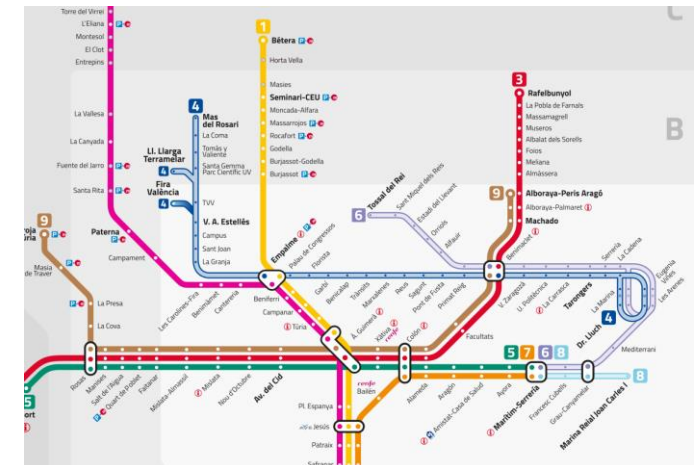 Torre del Virrei
L'Eliana
Montesol
El Clot
Entrepins
La Vallesa
La Canyada
Fuente del Jarro
Santa Rita
Paterna
Campament
Les Carolines-Fira
Benimàmet
Cantereria
Benifern
Campanar
Túria
1
Bétera
Horta Vella
Masies
Seminari-CEU
Moncada-Alfara
Massarrojos
Rocafort
Godella
Burjassot-Godella
Burjassot
Empalme
4
Mas
del Rosari
La Coma
Tomàs y
Valiente
Santa Gemma
Parc Científic UV
Ll. Llarga
Terramelar
4
Fira
València
4
TVV
V. A. Estellés
Campus
Sant Joan
La Granja
Palau de Congressos
Florista
Garbí
Benicalap
Trànsits
Marxalenes
Reus
Sagunt
Pont de Fusta
Primat Reig
6
Tossal del Rei
Sant Miquel dels Reis
Estadi del Llevant
Orriols
Alfauir
3
Rafelbunyol
La Pobla de Farnals
Massamagrell
Museros
Albalat dels Sorells
Foios
Meliana
Almàssera
9
Alboraya-Peris Aragó
Alboraya-Palmaret
Machado
Benimaclet
V. Zaragozà
U. Politècnica
La Carrasca
Tarongers
Serrería
La Cadena
Eugenia
Viñes
Les Arenes
La Marina
4
Dr. Lluch
Mediterrani
C
B
9
Masia
de Traver
La Presa
La Cova
Rosas
Manises
Salt de l'Aigua
Quart de Poblet
Faitanar
Mislata-Almassil
Mislata
Nou d'Octubre
Av. del Cid
À. Guimerà
Xàtiva
renfe
Colón
Facultats
Alameda
Aragón
Amistat-Casa de Salud
Ayora
5 7 6 8
Marítim-Serrería
Francesc Cubells
Grau-Canyamelar
8
Marina Reial Joan Carles I
5
renfe
Bailén
Pl. Espanya
Jesús
Patraix
Safranar